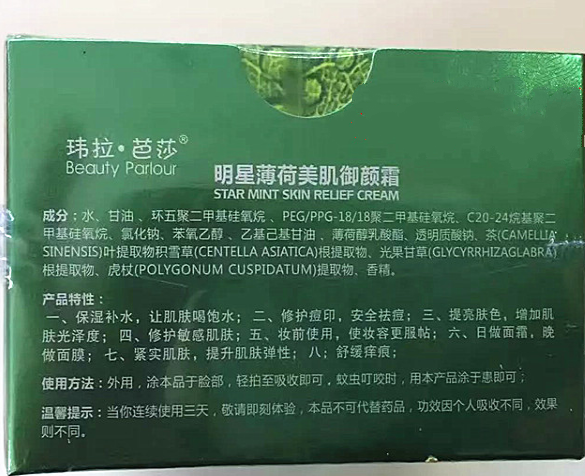 玮拉·芭莎®
Beauty Parlour
明星薄荷美肌御颜霜
STAR MINT SKIN RELIEF CREAM
成分：水、甘油、环五聚二甲基硅氧烷、PEG/PPG-18/18聚二甲基硅氧烷、C20-24烷基聚二
甲基硅氧烷、氯化钠、苯氧乙醇、乙基己基甘油、薄荷醇乳酸酯、透明质酸钠、茶(CAMELLIA
SINENSIS)叶提取物积雪草(CENTELLA ASIATICA)根提取物、光果甘草(GLYCYRRHIZAGLABRA)
根提取物、虎杖(POLYGONUM CUSPIDATUM)提取物、香精。
产品特性：
一、保湿补水，让肌肤喝饱水；二、修护痘印，安全祛痘；三、提亮肤色，增加肌
肤光泽度；四、修护敏感肌肤；五、妆前使用，使妆容更服帖；六、日做面霜，晚
做面膜；七、紧实肌肤，提升肌肤弹性；八；舒缓痒痕；
使用方法：外用，涂本品于脸部，轻拍至吸收即可，蚊虫叮咬时，用本产品涂于患即可；
温馨提示：当你连续使用三天，敬请即刻体验，本品不可代替药品，功效因个人吸收不同，效果
则不同。